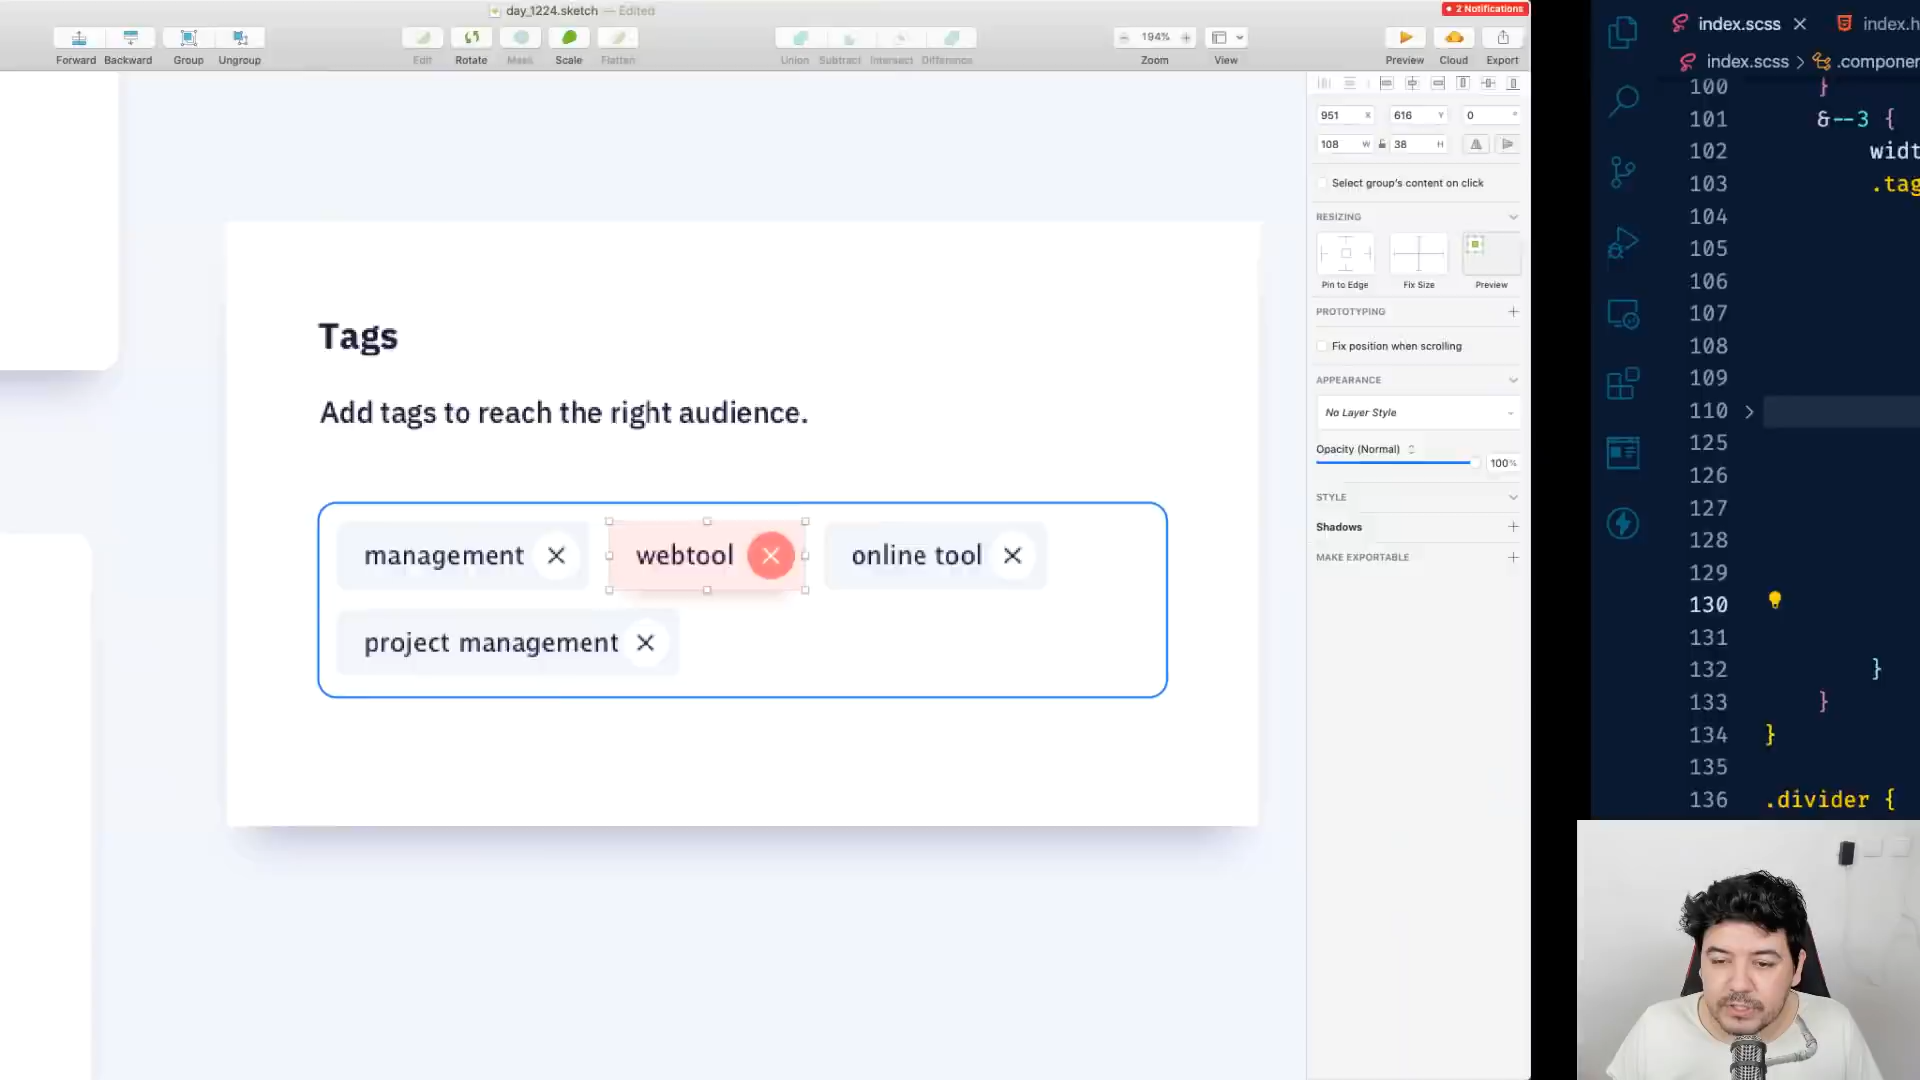 day_1224.sketch — Edited
2 Notifications
194%
Forward Backward Group Ungroup Edit Rotate Mask Scale Flatten Union Subtract Intersect Difference Zoom View Preview Cloud Export
951 X 616 Y 0 °
108 W 38 H
Select group's content on click
RESIZING
Pin to Edge Fix Size Preview
PROTOTYPING
Fix position when scrolling
APPEARANCE
No Layer Style
Opacity (Normal)
100%
STYLE
Shadows
MAKE EXPORTABLE
Tags
Add tags to reach the right audience.
management
webtool
online tool
project management
index.scss index.h
index.scss > .componer
100 }
101 &--3 {
102 widt
103 .tag
104
105
106
107
108
109
110
125
126
127
128
129
130
131
132 }
133 }
134 }
135
136 .divider {